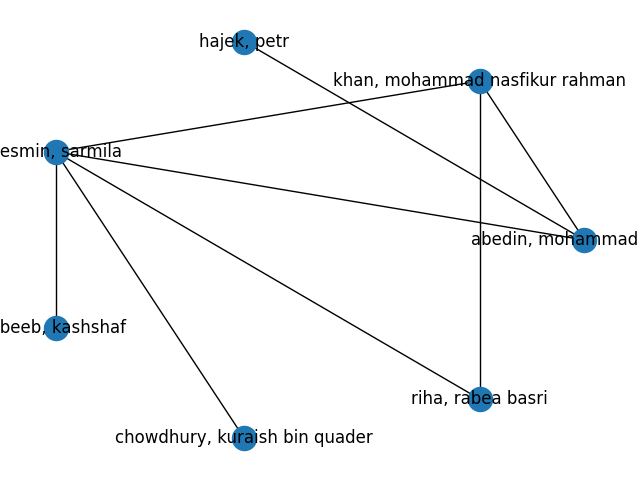 hajek, petr
khan, mohammad nasfikur rahman
esmin, sarmila
abedin, mohammad
beeb, kashshaf
riha, rabea basri
chowdhury, kuraish bin quader